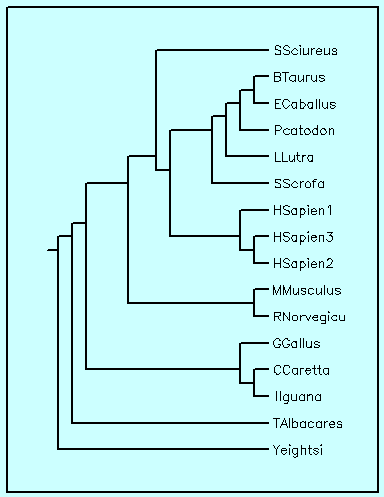 SSciureus
BTaurus
ECaballus
Pcatodon
LLutra
SScrofa
HSapien1
HSapien3
HSapien2
MMusculus
RNorvegicu
GGallus
CCaretta
IIguana
TAlbacares
Yeightsi